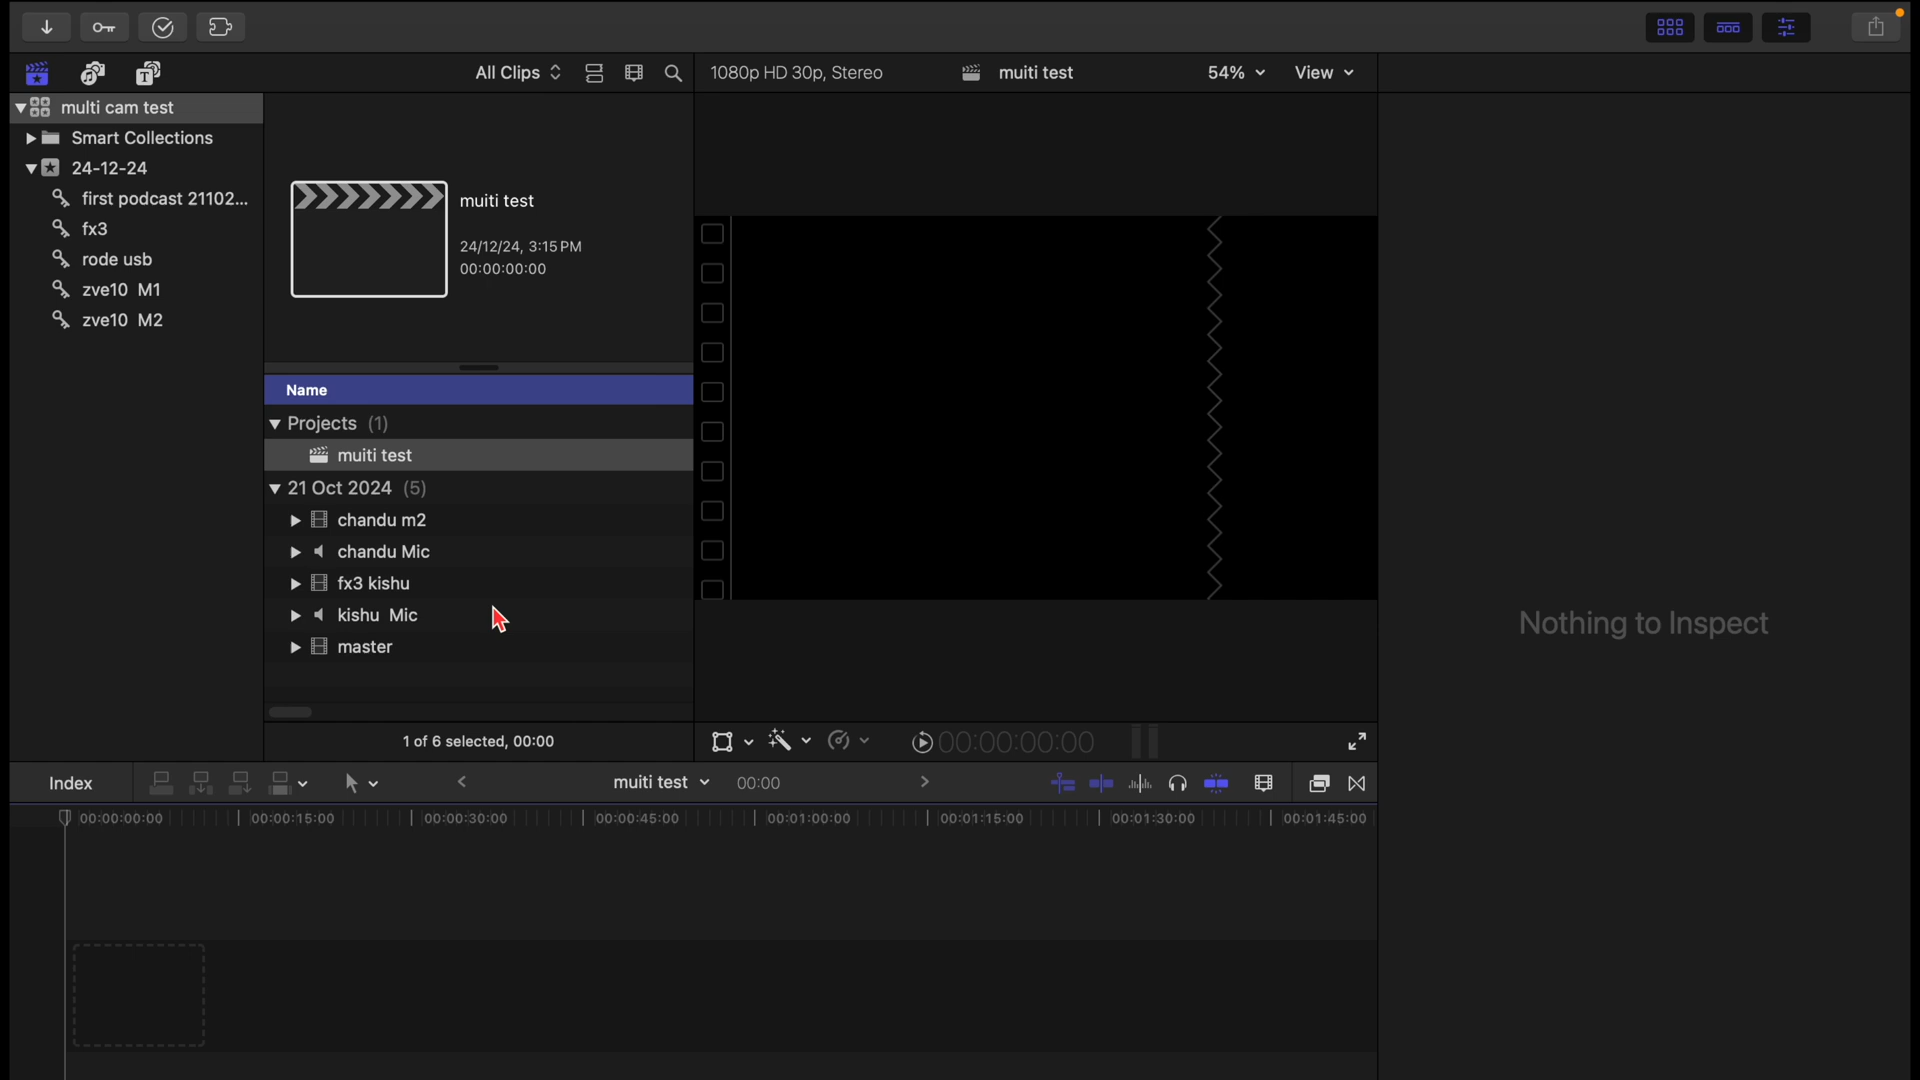 All Clips
1080p HD 30p, Stereo
muiti test
54%
View
multi cam test
Smart Collections
24-12-24
first podcast 21102...
fx3
rode usb
zve10 M1
zve10 M2
muiti test
24/12/24, 3:15 PM
00:00:00:00
Name
Projects (1)
muiti test
21 Oct 2024 (5)
chandu m2
chandu Mic
fx3 kishu
kishu Mic
master
1 of 6 selected, 00:00
00:00:00:00
Nothing to Inspect
Index
muiti test
00:00
00:00:00:00
00:00:15:00
00:00:30:00
00:00:45:00
00:01:00:00
00:01:15:00
00:01:30:00
00:01:45:00